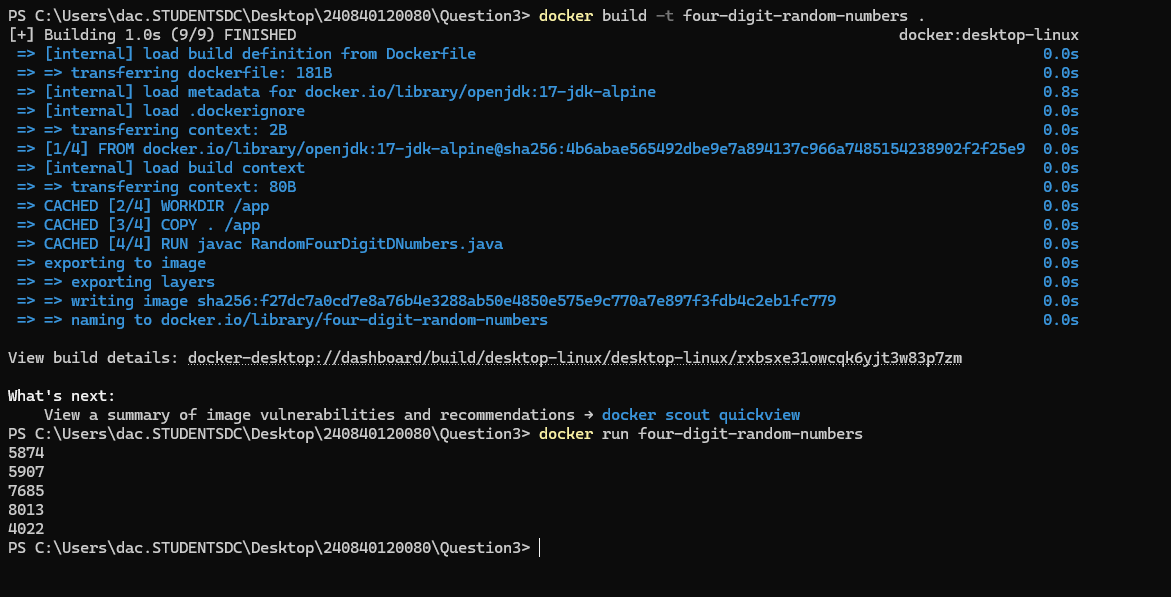 PS C:\Users\dac.STUDENTSDC\Desktop\240840120080\Question3> docker build -t four-digit-random-numbers .
[+] Building 1.0s (9/9) FINISHED docker:desktop-linux
=> [internal] load build definition from Dockerfile 0.0s
=> => transferring dockerfile: 181B 0.0s
=> [internal] load metadata for docker.io/library/openjdk:17-jdk-alpine 0.8s
=> [internal] load .dockerignore 0.0s
=> => transferring context: 2B 0.0s
=> [1/4] FROM docker.io/library/openjdk:17-jdk-alpine@sha256:4b6abae565492dbe9e7a894137c966a7485154238902f2f25e9 0.0s
=> [internal] load build context 0.0s
=> => transferring context: 80B 0.0s
=> CACHED [2/4] WORKDIR /app 0.0s
=> CACHED [3/4] COPY . /app 0.0s
=> CACHED [4/4] RUN javac RandomFourDigitDNumbers.java 0.0s
=> exporting to image 0.0s
=> => exporting layers 0.0s
=> => writing image sha256:f27dc7a0cd7e8a76b4e3288ab50e4850e575e9c770a7e897f3fdb4c2eb1fc779 0.0s
=> => naming to docker.io/library/four-digit-random-numbers 0.0s
View build details: docker-desktop://dashboard/build/desktop-linux/desktop-linux/rxbsxe31owcqk6yjt3w83p7zm
What's next:
View a summary of image vulnerabilities and recommendations → docker scout quickview
PS C:\Users\dac.STUDENTSDC\Desktop\240840120080\Question3> docker run four-digit-random-numbers
5874
5907
7685
8013
4022
PS C:\Users\dac.STUDENTSDC\Desktop\240840120080\Question3>